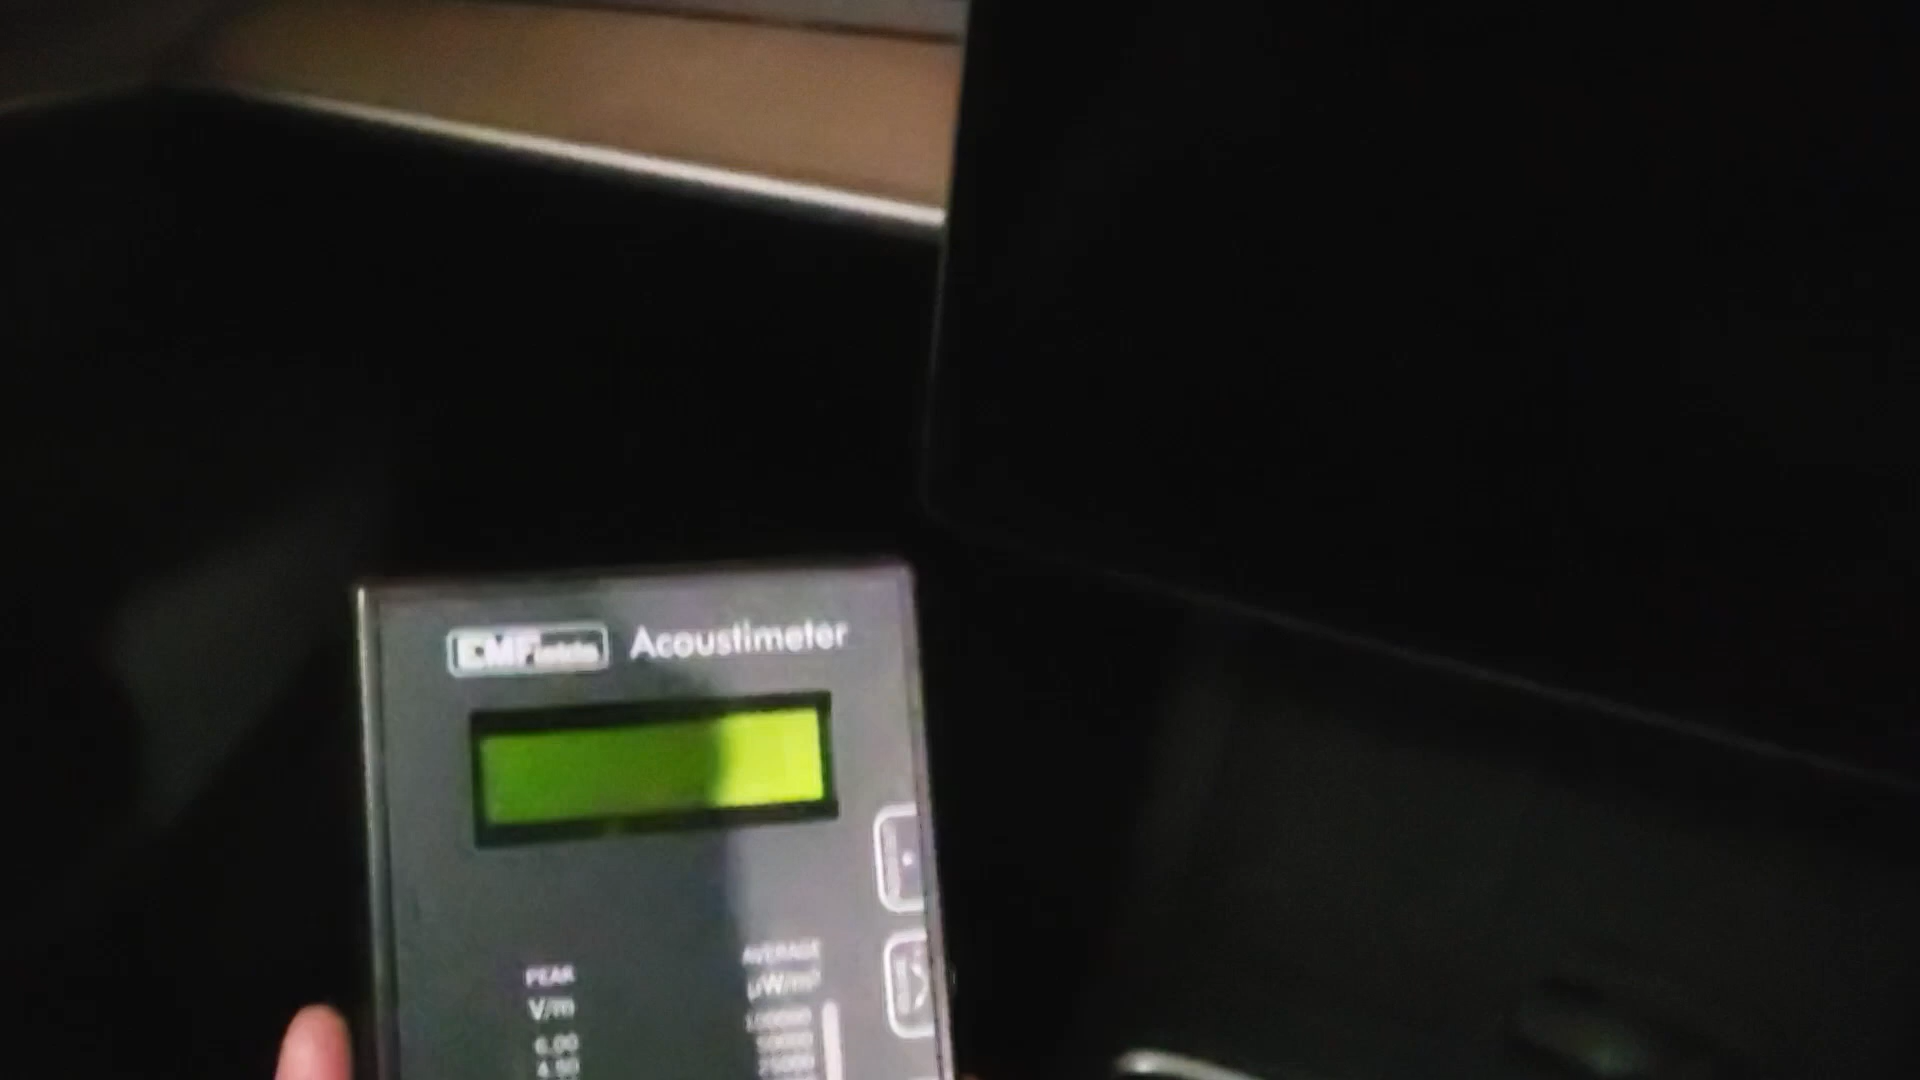 EMFields Acoustimeter
PEAK
AVERAGE
V/m
µW/m²
6.00
100000
4.50
50000
25000